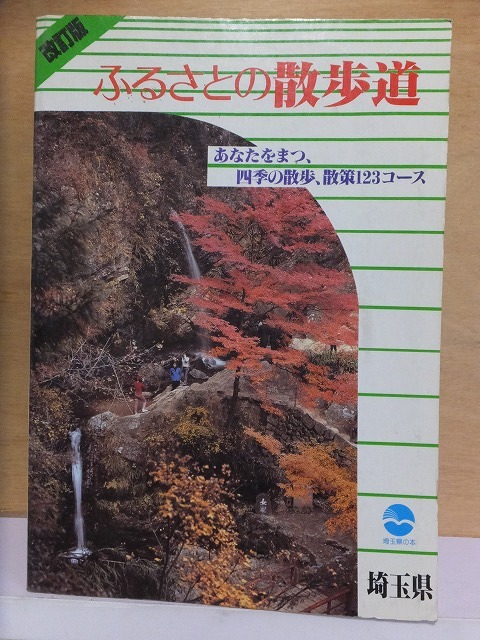 改訂版
ふるさとの散歩道
あなたをまつ、
四季の散歩、散策123コース
埼玉県の本
埼玉県